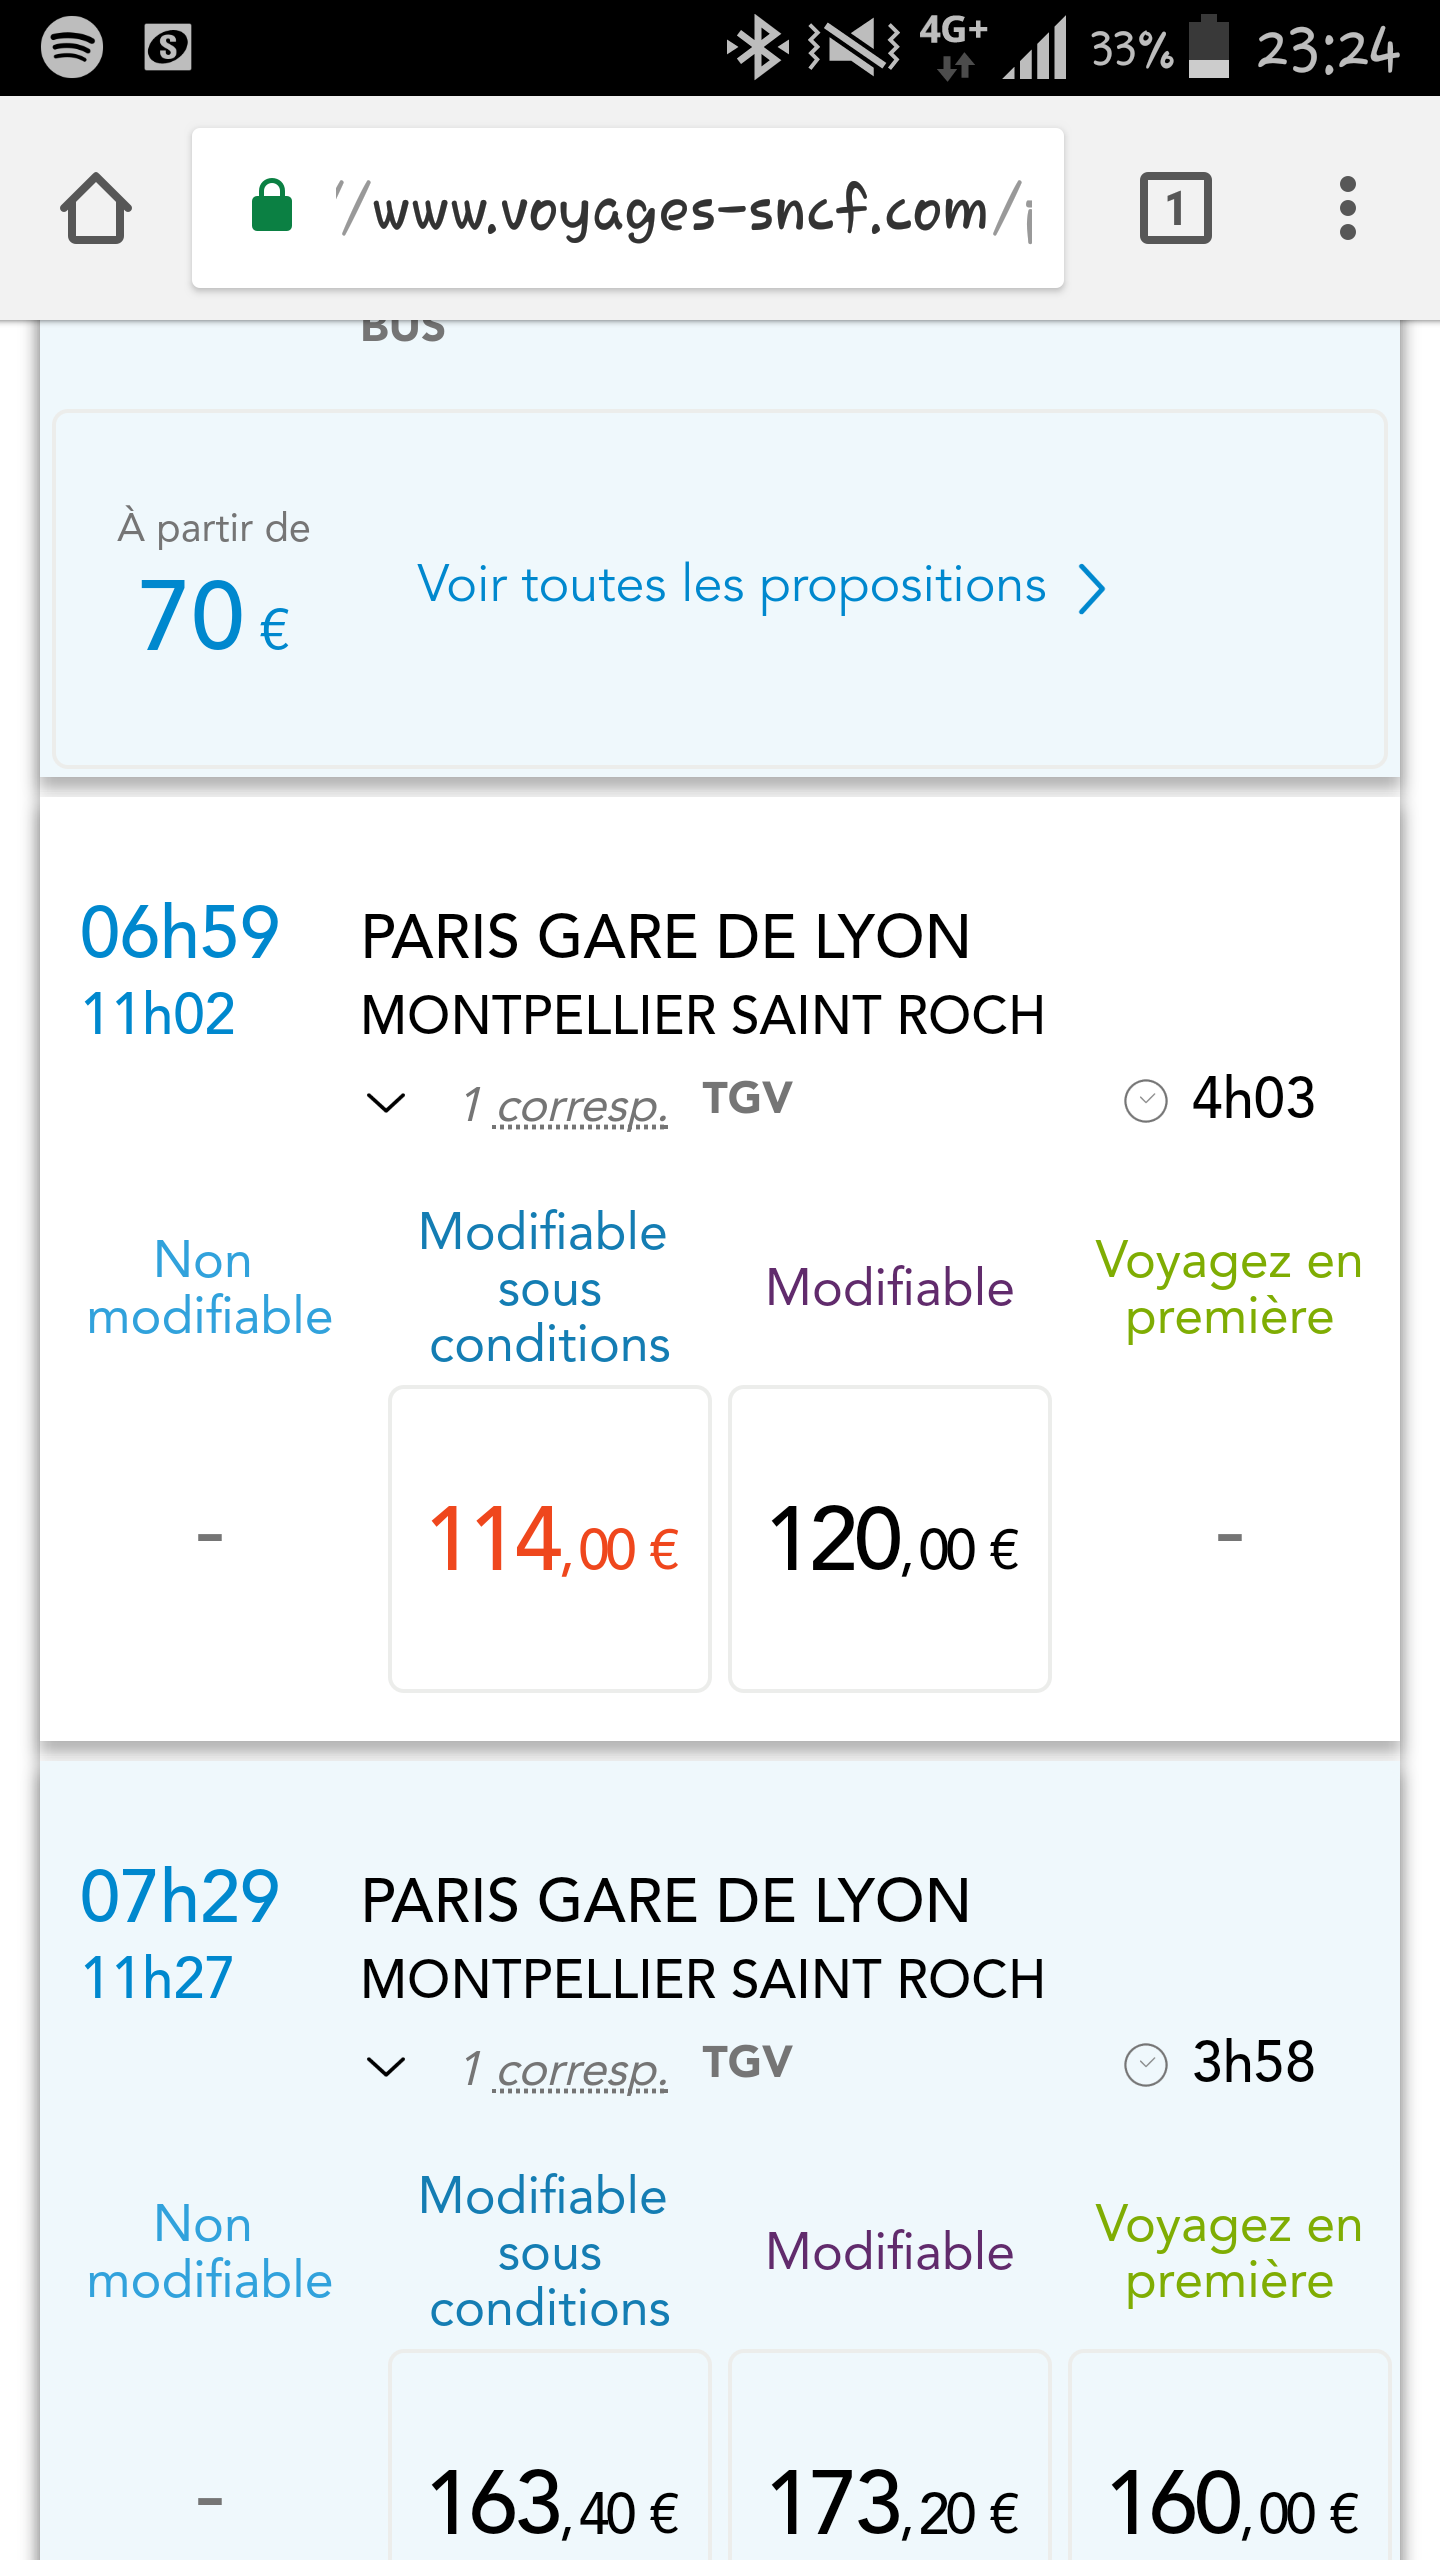 4G+ 33% 23:24
//www.voyages-sncf.com/
1
BUS
À partir de
70 €
Voir toutes les propositions
06h59 PARIS GARE DE LYON
11h02 MONTPELLIER SAINT ROCH
1 corresp. TGV 4h03
Non modifiable
Modifiable sous conditions
Modifiable
Voyagez en première
- 114,00 € 120,00 € -
07h29 PARIS GARE DE LYON
11h27 MONTPELLIER SAINT ROCH
1 corresp. TGV 3h58
Non modifiable
Modifiable sous conditions
Modifiable
Voyagez en première
- 163,40 € 173,20 € 160,00 €